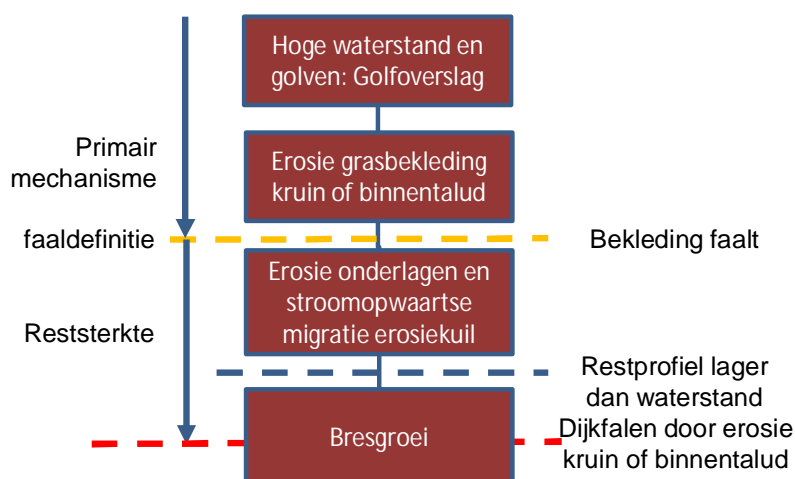 Hoge waterstand en
golven: Golfoverslag
Primair
mechanisme
Erosie grasbekleding
kruin of binnentalud
faaldefinitie
Bekleding faalt
Erosie onderlagen en
stroomopwaartse
migratie erosiekuil
Reststerkte
Restprofiel lager
dan waterstand
Bresgroei
Dijkfalen door erosie
kruin of binnentalud